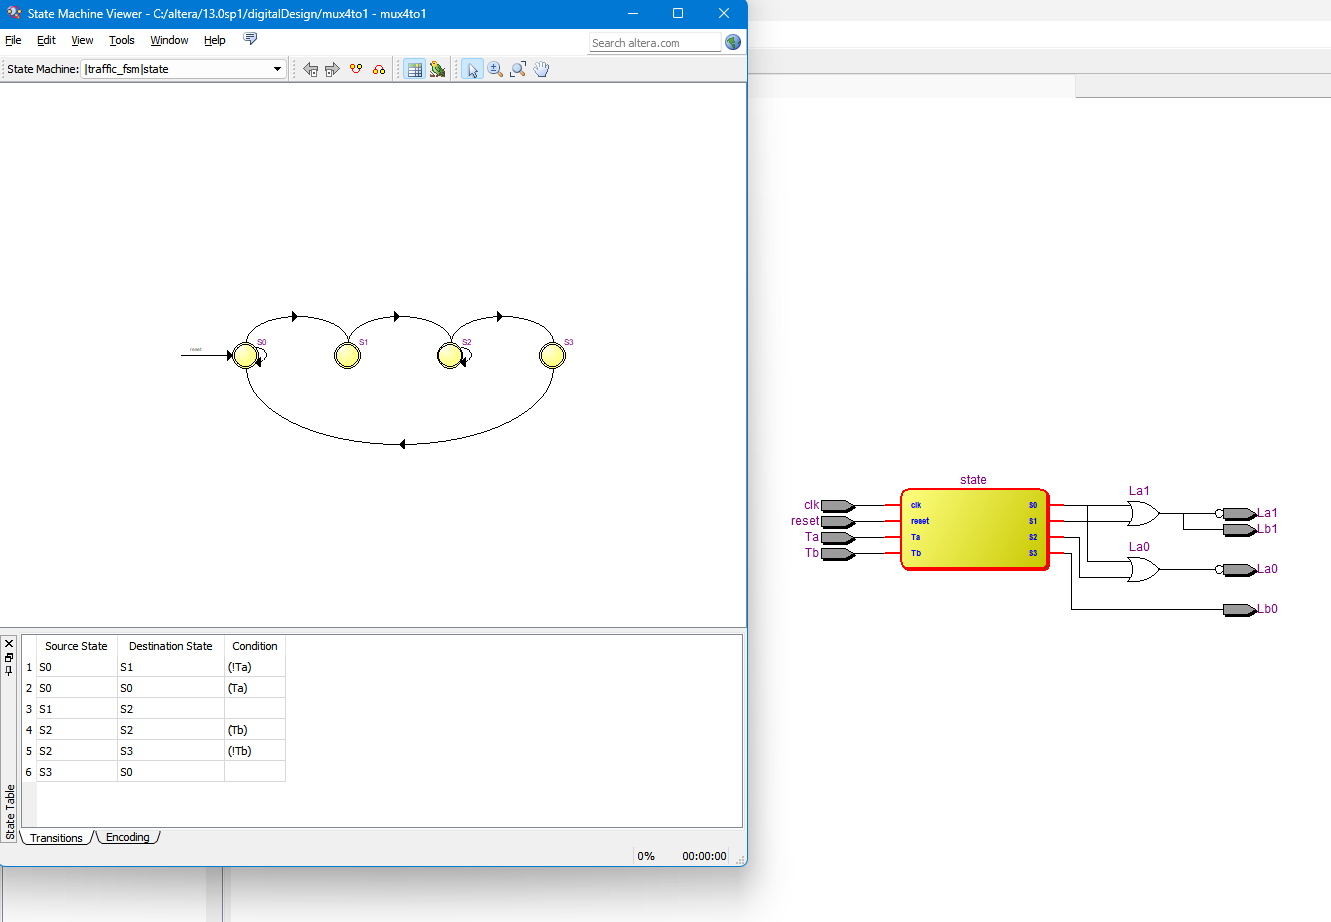 State Machine Viewer - C:/altera/13.0sp1/digitalDesign/mux4to1 - mux4to1
File Edit View Tools Window Help
Search altera.com
State Machine: |traffic_fsm|state
reset
S0
S1
S2
S3
Source State Destination State Condition
1 S0 S1 (!Ta)
2 S0 S0 (Ta)
3 S1 S2
4 S2 S2 (Tb)
5 S2 S3 (!Tb)
6 S3 S0
State Table
Transitions Encoding
0% 00:00:00
state
clk
reset
Ta
Tb
clk S0
reset S1
Ta S2
Tb S3
La1
La0
La1
Lb1
La0
Lb0